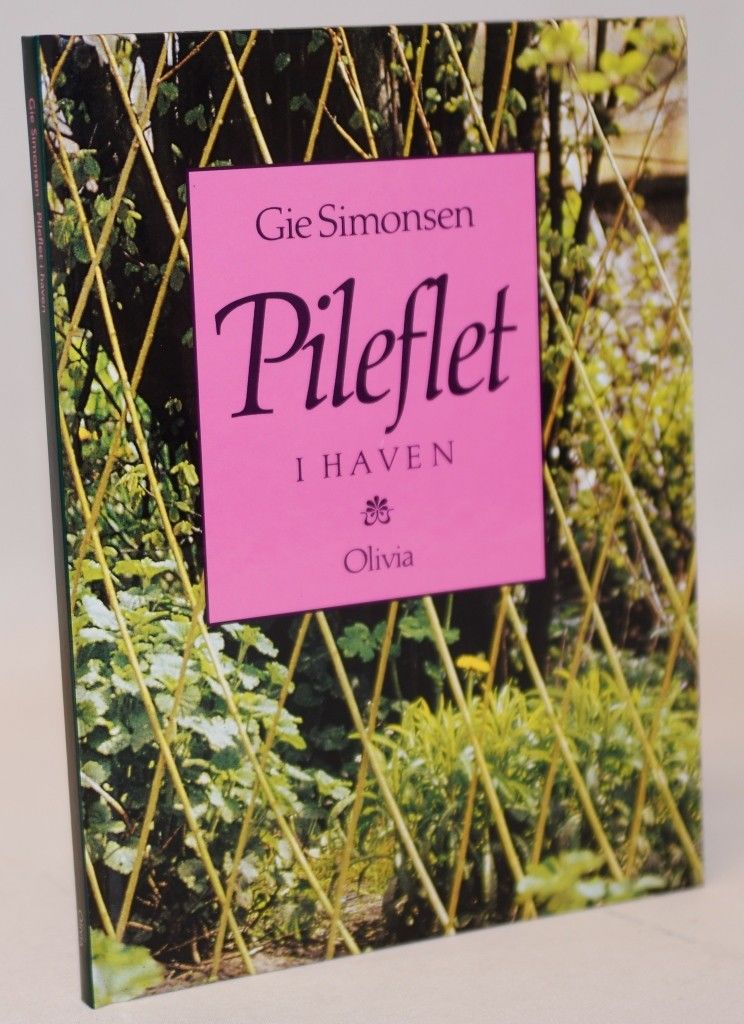 Gie Simonsen
Pileflet
I HAVEN
Olivia
Gie Simonsen · Pileflet i haven
Olivia